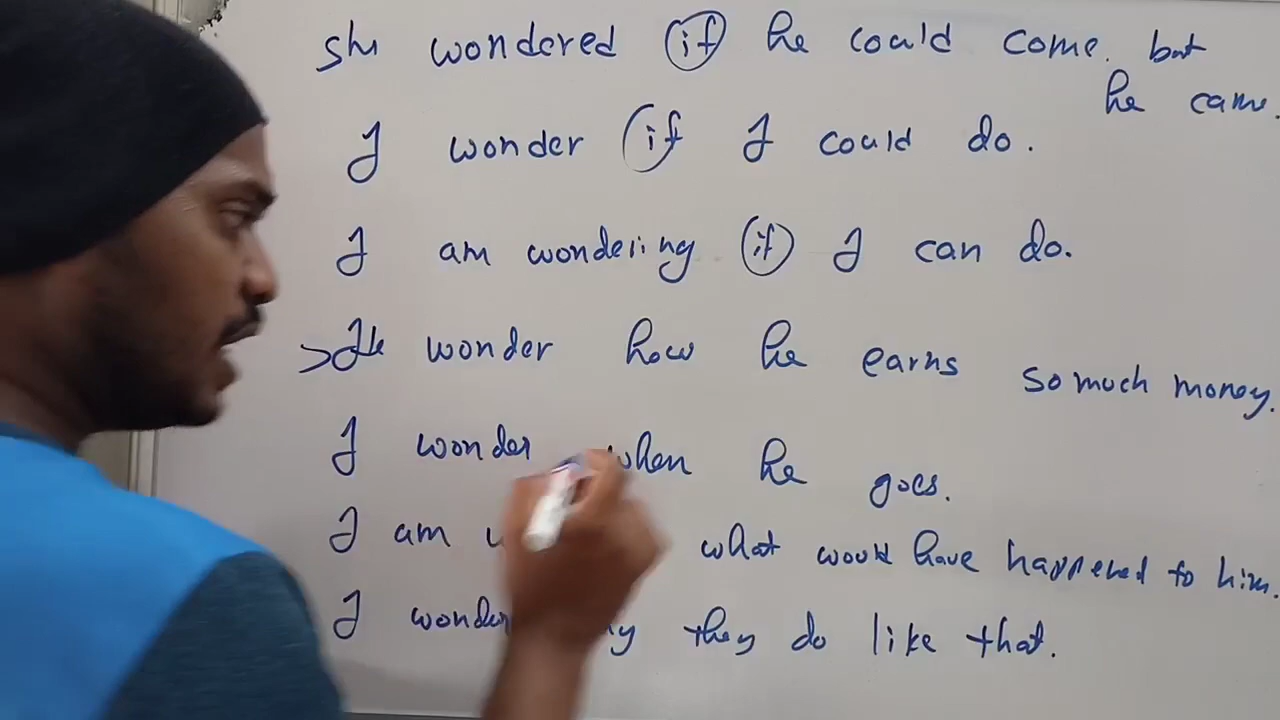 She wondered if he could come. but
he came.
I wonder if I could do.
I am wondering if I can do.
> I wonder how he earns so much money.
I wonder when he goes.
I am what would have happened to him.
I wonder they do like that.